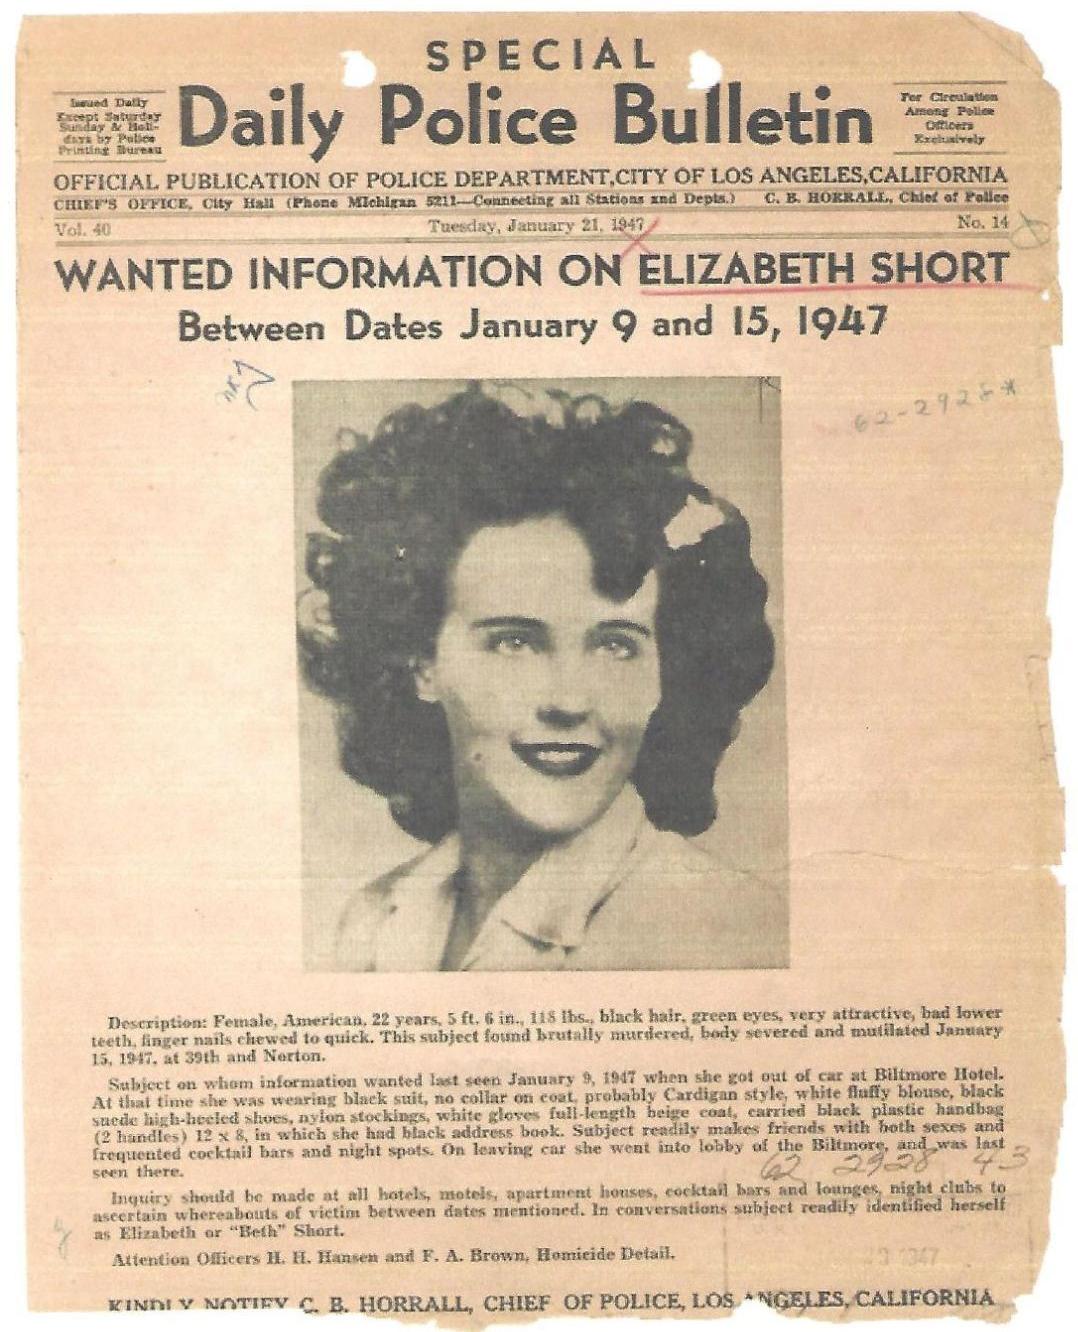 SPECIAL
Issued Daily
Except Saturday
Sunday & Holi-
days by Police
Printing Bureau
Daily Police Bulletin
For Circulation
Among Police
Officers
Exclusively
OFFICIAL PUBLICATION OF POLICE DEPARTMENT, CITY OF LOS ANGELES, CALIFORNIA
CHIEF'S OFFICE, City Hall (Phone MIchigan 5211—Connecting all Stations and Depts.) C. B. HORRALL, Chief of Police
Vol. 40 Tuesday, January 21, 1947 No. 14
WANTED INFORMATION ON ELIZABETH SHORT
Between Dates January 9 and 15, 1947
62-2928*
Description: Female, American, 22 years, 5 ft. 6 in., 118 lbs., black hair, green eyes, very attractive, bad lower
teeth, finger nails chewed to quick. This subject found brutally murdered, body severed and mutilated January
15, 1947, at 39th and Norton.
Subject on whom information wanted last seen January 9, 1947 when she got out of car at Biltmore Hotel.
At that time she was wearing black suit, no collar on coat, probably Cardigan style, white fluffy blouse, black
suede high-heeled shoes, nylon stockings, white gloves full-length beige coat, carried black plastic handbag
(2 handles) 12 x 8, in which she had black address book. Subject readily makes friends with both sexes and
frequented cocktail bars and night spots. On leaving car she went into lobby of the Biltmore, and was last
seen there.
62 2928 43
Inquiry should be made at all hotels, motels, apartment houses, cocktail bars and lounges, night clubs to
ascertain whereabouts of victim between dates mentioned. In conversations subject readily identified herself
as Elizabeth or "Beth" Short.
Attention Officers H. H. Hansen and F. A. Brown, Homicide Detail.
1947
KINDLY NOTIFY C. B. HORRALL, CHIEF OF POLICE, LOS ANGELES, CALIFORNIA